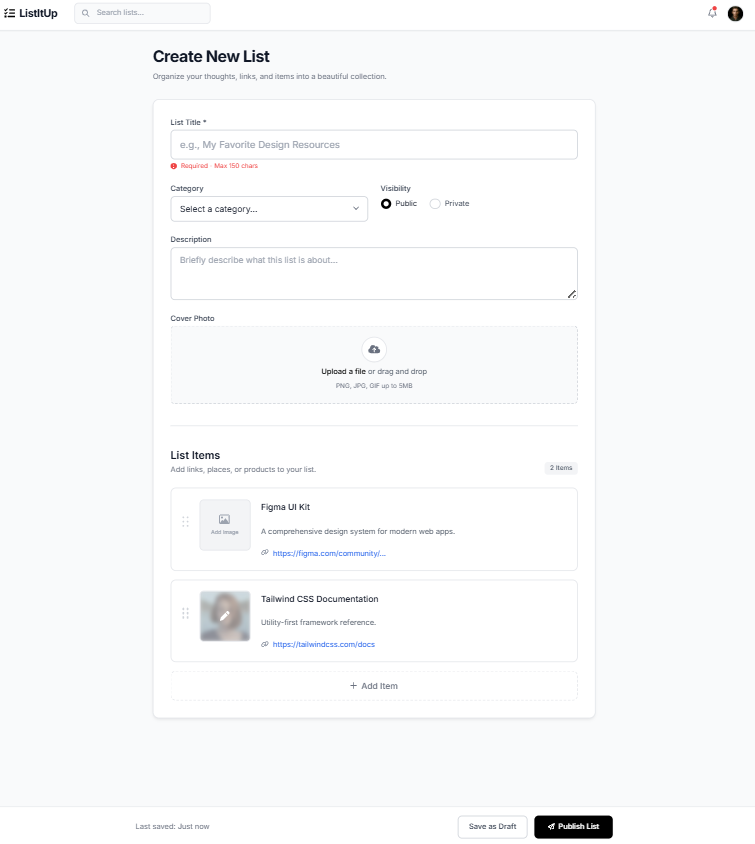 ListItUp
Search lists...
Create New List
Organize your thoughts, links, and items into a beautiful collection.
List Title *
e.g., My Favorite Design Resources
Required · Max 150 chars
Category
Visibility
Select a category...
Public
Private
Description
Briefly describe what this list is about...
Cover Photo
Upload a file or drag and drop
PNG, JPG, GIF up to 5MB
List Items
Add links, places, or products to your list.
2 Items
Figma UI Kit
Add Image
A comprehensive design system for modern web apps.
https://figma.com/community/...
Tailwind CSS Documentation
Utility-first framework reference.
https://tailwindcss.com/docs
+ Add Item
Last saved: Just now
Save as Draft
Publish List